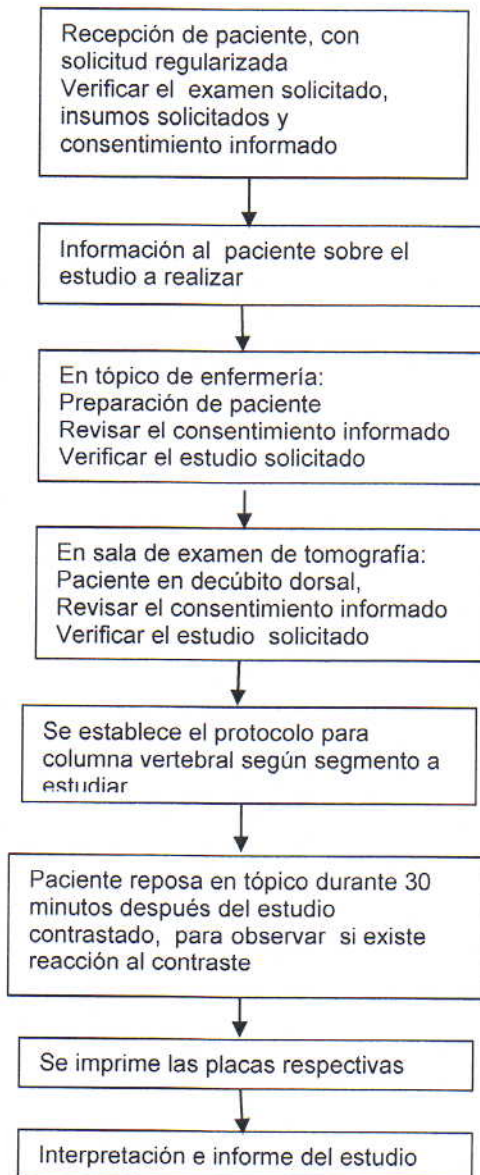 Recepción de paciente, con
solicitud regularizada
Verificar el examen solicitado,
insumos solicitados y
consentimiento informado
Información al paciente sobre el
estudio a realizar
En tópico de enfermería:
Preparación de paciente
Revisar el consentimiento informado
Verificar el estudio solicitado
En sala de examen de tomografía:
Paciente en decúbito dorsal,
Revisar el consentimiento informado
Verificar el estudio solicitado
Se establece el protocolo para
columna vertebral según segmento a
estudiar
Paciente reposa en tópico durante 30
minutos después del estudio
contrastado, para observar si existe
reacción al contraste
Se imprime las placas respectivas
Interpretación e informe del estudio